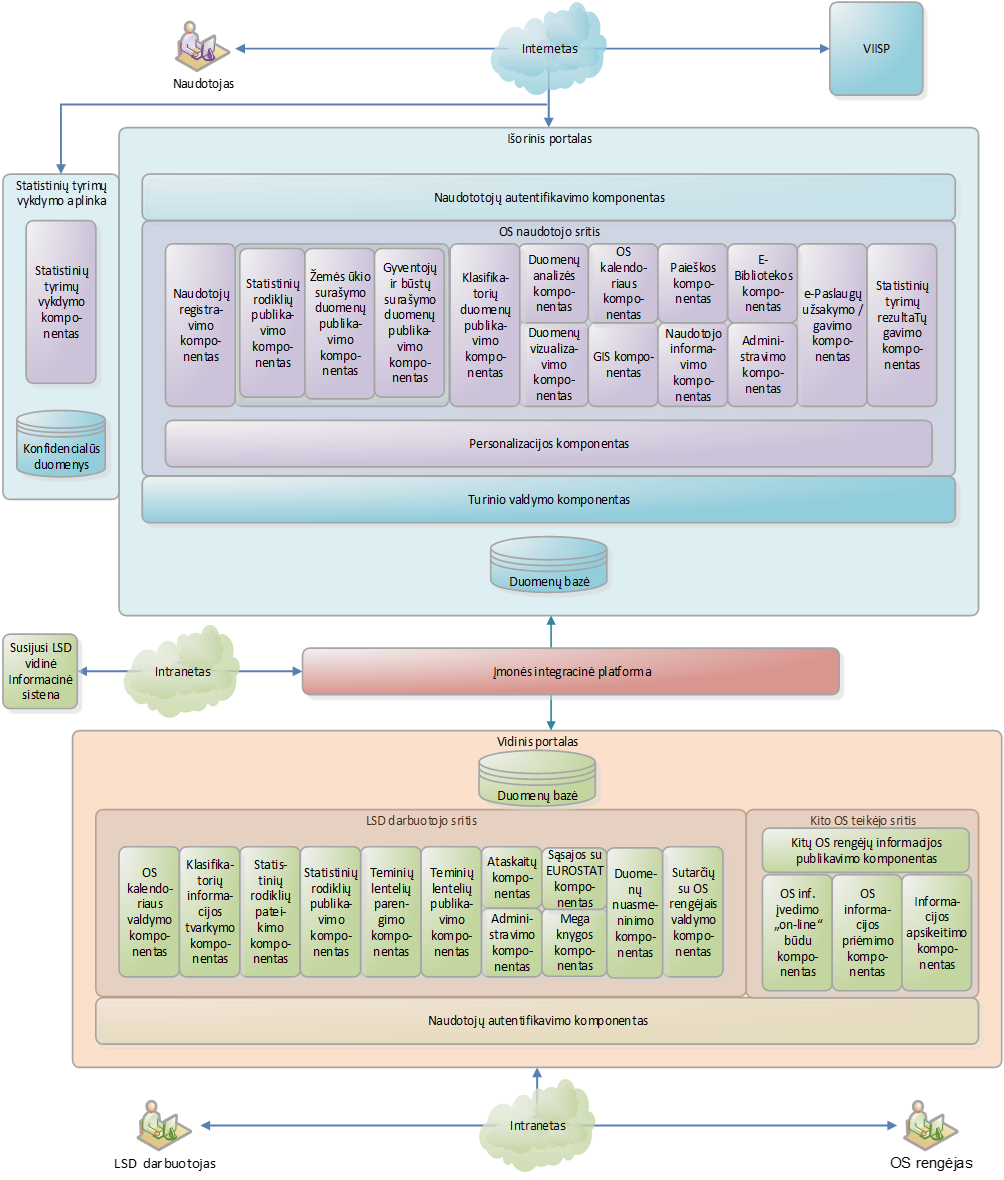 Internetas
VIISP
Naudotojas
Išorinis portalas
Statistinių tyrimų
vykdymo aplinka
Statistinių
tyrimų
vykdymo
kompo-
nentas
Konfidencialūs
duomenys
Naudototojų autentifikavimo komponentas
OS naudotojo sritis
Naudotojų
registra-
vimo
kompo-
nentas
Statistinių
rodiklių
publika-
vimo
kompo-
nentas
Žemės ūkio
surašymo
duomenų
publika-
vimo
kompo-
nentas
Gyventojų
ir būstų
surašymo
duomenų
publika-
vimo
kompo-
nentas
Klasifika-
torių
duomenų
publika-
vimo
kompo-
nentas
Duomenų
analizės
kompo-
nentas
Duomenų
vizualiza-
vimo
kompo-
nentas
OS
kalendo-
riaus
kompo-
nentas
GIS kompo-
nentas
Paieškos
kompo-
nentas
Naudotojo
informa-
vimo
kompo-
nentas
E-
Bibliotekos
kompo-
nentas
Adminis-
travimo
kompo-
nentas
e-Paslaugų
užsakymo /
gavimo
kompo-
nentas
Statistinių
tyrimų
rezultaTų
gavimo
kompo-
nentas
Personalizacijos komponentas
Turinio valdymo komponentas
Duomenų bazė
Susijusi LSD
vidinė
Informacinė
sistena
Intranetas
Įmonės integracinė platforma
Vidinis portalas
Duomenų bazė
LSD darbuotojo sritis
OS
kalendo-
riaus
valdymo
kompo-
nentas
Klasifika-
torių
informa-
cijos
tvarkymo
kompo-
nentas
Statis-
tinių
rodiklių
patei-
kimo
kompo-
nentas
Statistinių
rodiklių
publika-
vimo
kompo-
nentas
Teminių
lentelių
paren-
gimo
kompo-
nentas
Teminių
lentelių
publika-
vimo
kompo-
nentas
Ataskaitų
kompo-
nentas
Adminis-
travimo
kompo-
nentas
Sąsajos su
EUROSTAT
kompo-
nentas
Mega
knygos
kompo-
nentas
Duome-
nų
nuasme-
ninimo
kompo-
nentas
Sutarčių
su OS
rengėjais
valdymo
kompo-
nentas
Kito OS teikėjo sritis
Kitų OS rengėjų informacijos
publikavimo komponentas
OS inf.
įvedimo
„on-line“
būdu
kompo-
nentas
OS
informa-
cijos
priėmimo
kompo-
nentas
Informa-
cijos
apsikeitimo
kompo-
nentas
Naudotojų autentifikavimo komponentas
Intranetas
LSD darbuotojas
OS rengėjas